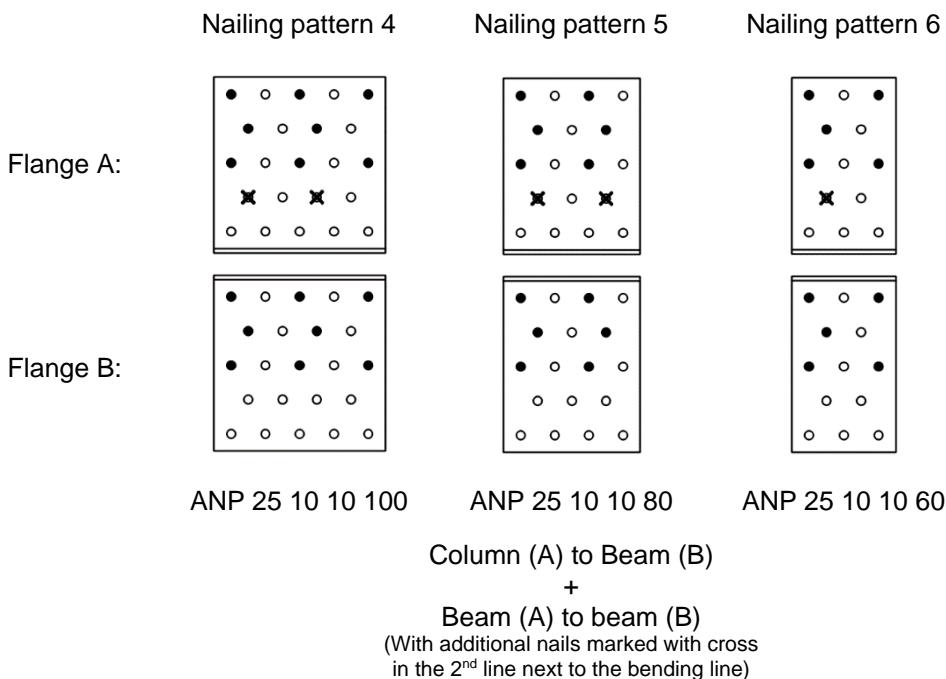 Nailing pattern 4 Nailing pattern 5 Nailing pattern 6
Flange A:
Flange B:
ANP 25 10 10 100 ANP 25 10 10 80 ANP 25 10 10 60
Column (A) to Beam (B)
+
Beam (A) to beam (B)
(With additional nails marked with cross
in the 2nd line next to the bending line)